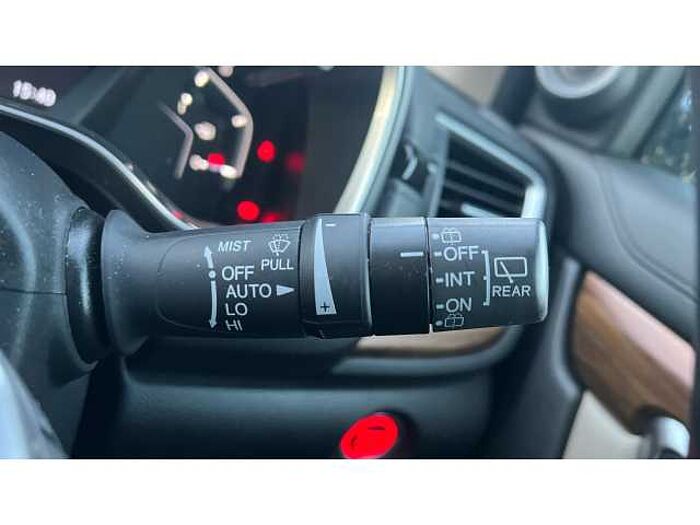 MIST
PULL
OFF
AUTO
LO
HI
- 
+
OFF
INT
ON
REAR